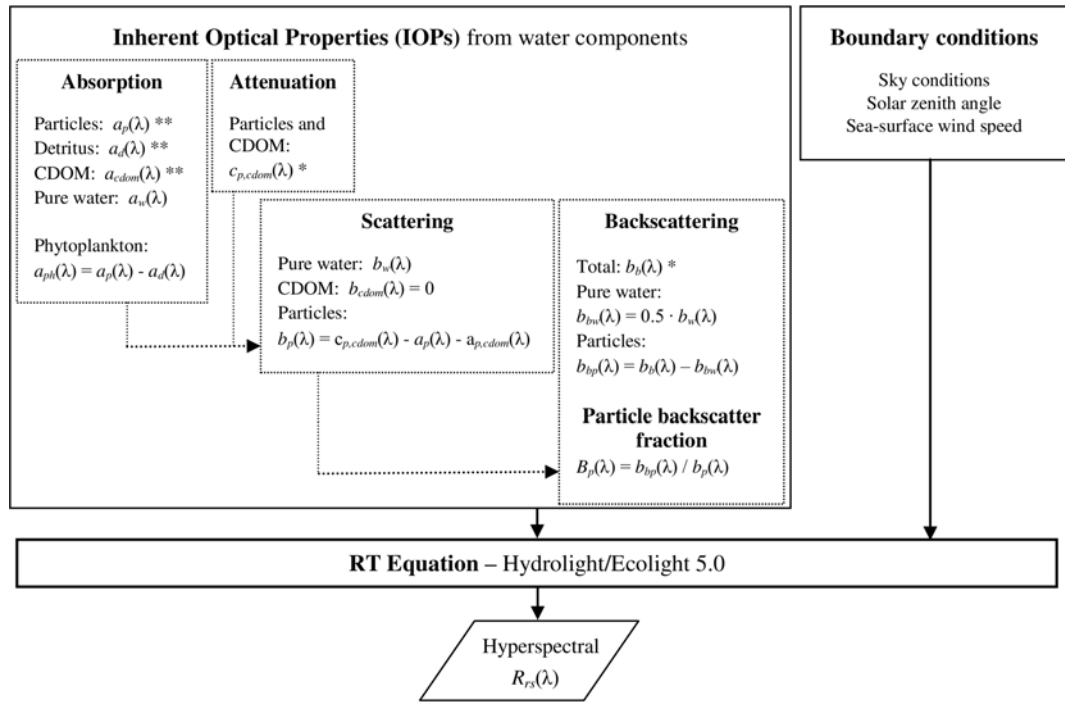 Inherent Optical Properties (IOPs) from water components
Absorption
Particles: aₚ(λ) **
Detritus: a_d(λ) **
CDOM: a_cdom(λ) **
Pure water: a_w(λ)
Phytoplankton:
a_ph(λ) = a_p(λ) - a_d(λ)
Attenuation
Particles and
CDOM:
c_p,cdom(λ) *
Scattering
Pure water: b_w(λ)
CDOM: b_cdom(λ) = 0
Particles:
b_p(λ) = c_p,cdom(λ) - a_p(λ) - a_p,cdom(λ)
Backscattering
Total: b_b(λ) *
Pure water:
b_bw(λ) = 0.5 · b_w(λ)
Particles:
b_bp(λ) = b_b(λ) – b_bw(λ)
Particle backscatter
fraction
B_p(λ) = b_bp(λ) / b_p(λ)
Boundary conditions
Sky conditions
Solar zenith angle
Sea-surface wind speed
RT Equation – Hydrolight/Ecolight 5.0
Hyperspectral
R_rs(λ)